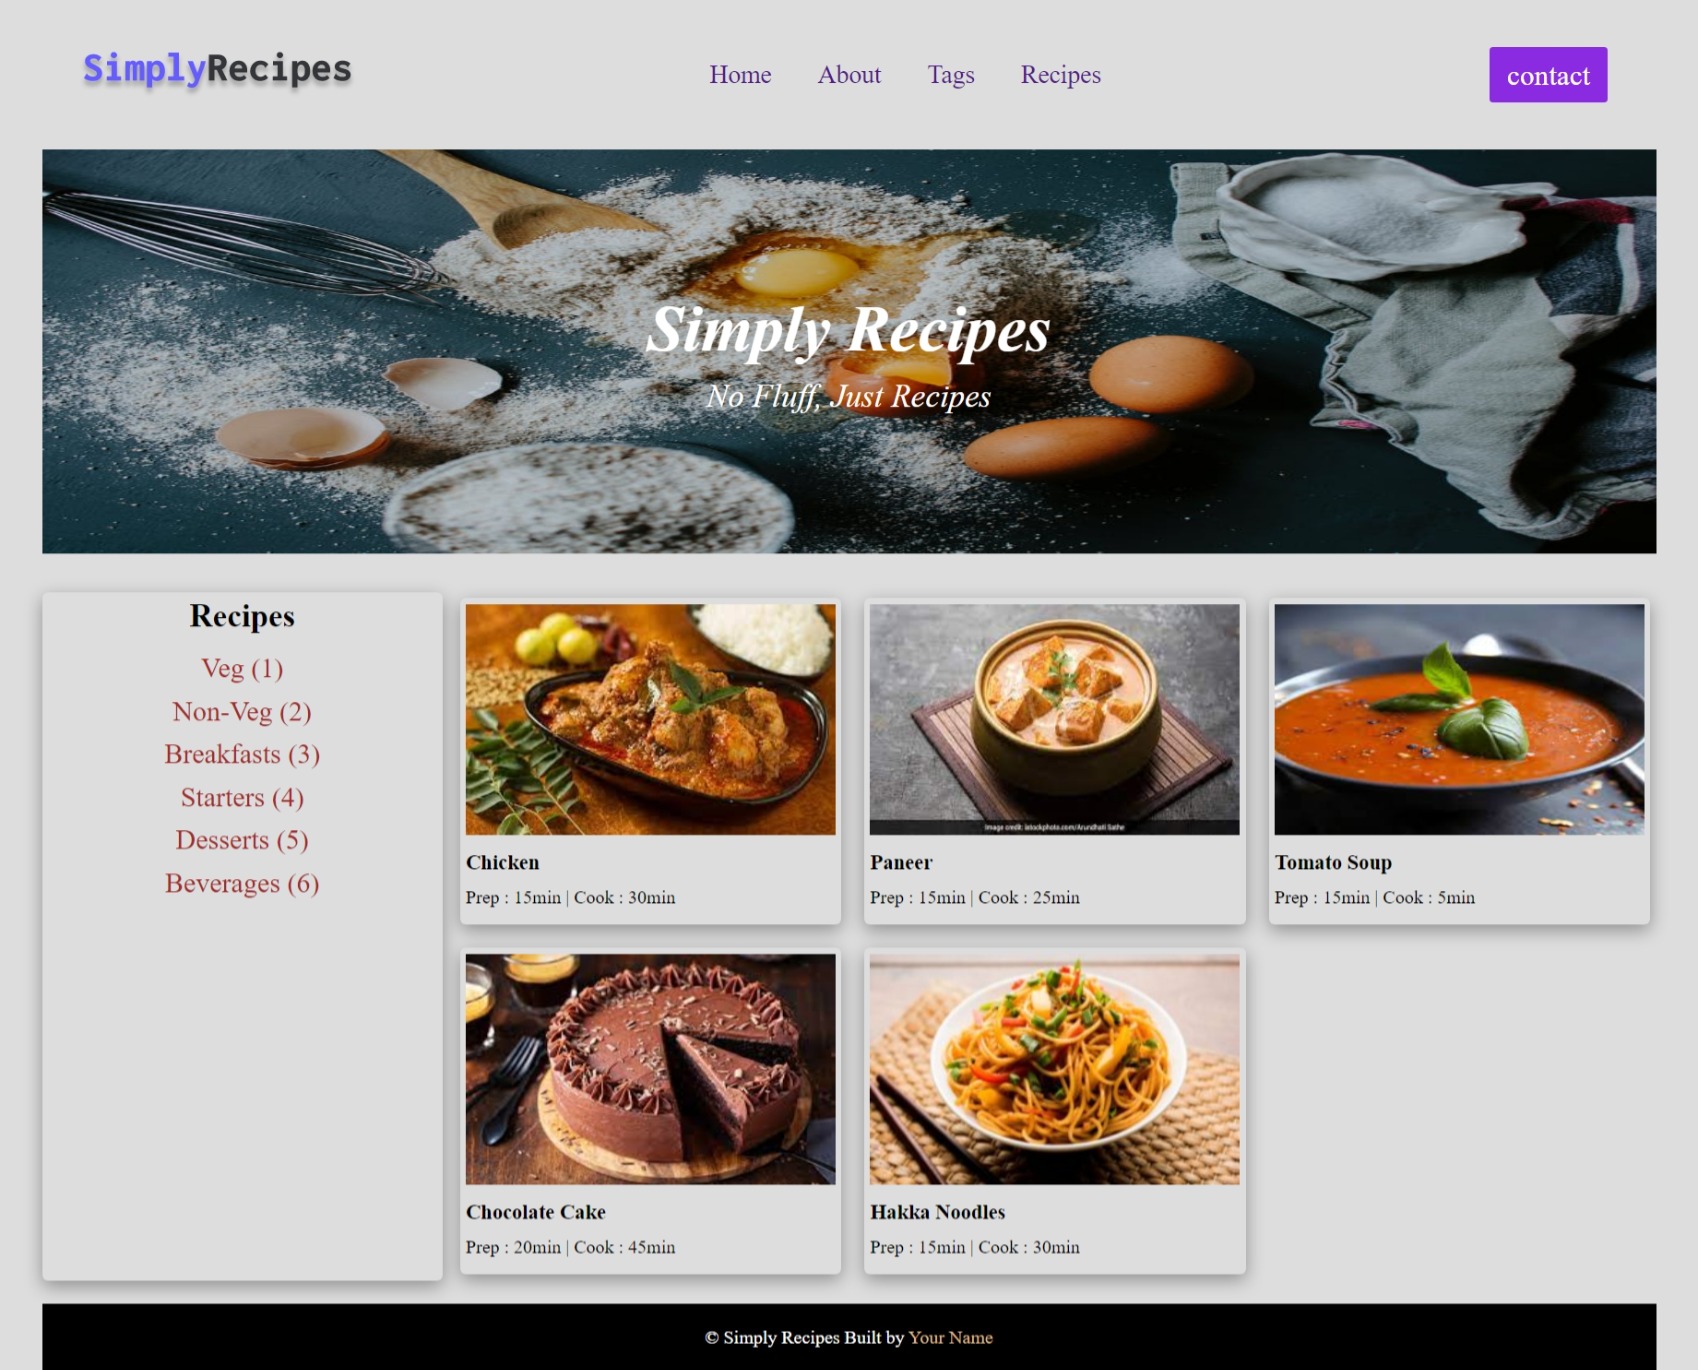 SimplyRecipes
Home About Tags Recipes
contact
Simply Recipes
No Fluff, Just Recipes
Recipes
Veg (1)
Non-Veg (2)
Breakfasts (3)
Starters (4)
Desserts (5)
Beverages (6)
Chicken
Prep : 15min | Cook : 30min
Image credit: istockphoto.com/Arundhati Sathe
Paneer
Prep : 15min | Cook : 25min
Tomato Soup
Prep : 15min | Cook : 5min
Chocolate Cake
Prep : 20min | Cook : 45min
Hakka Noodles
Prep : 15min | Cook : 30min
© Simply Recipes Built by Your Name